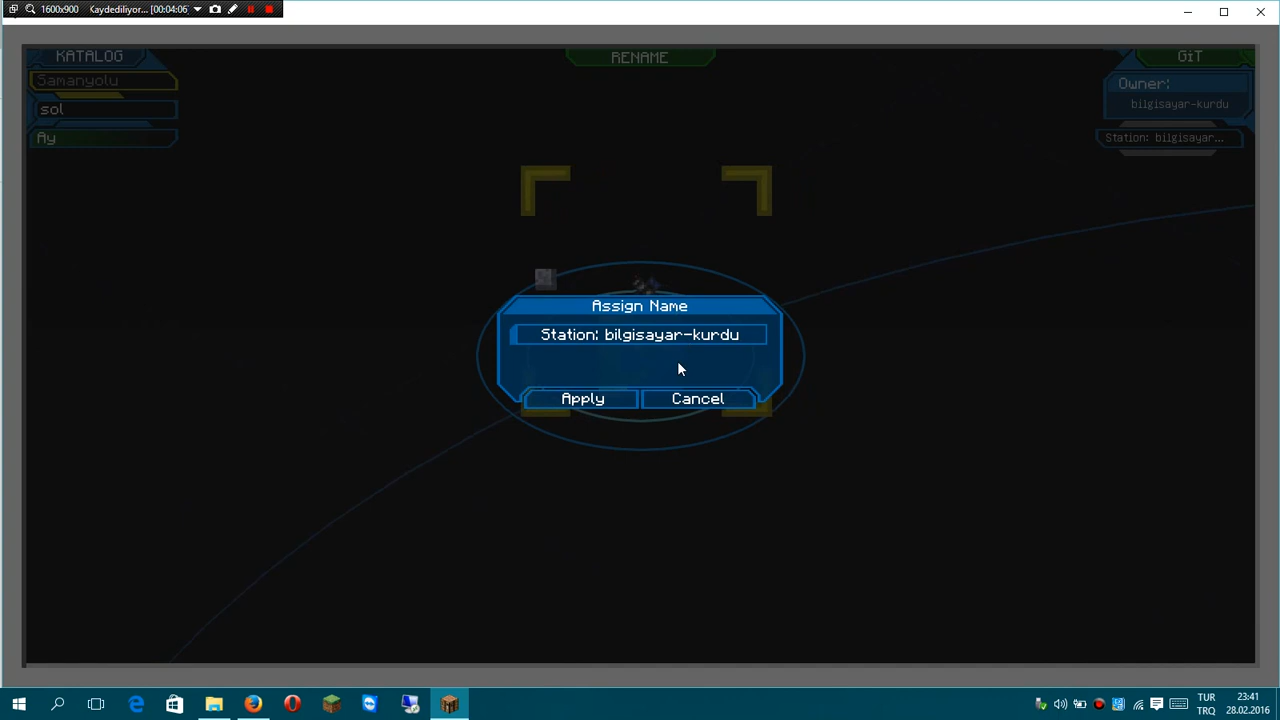 1600x900 Kaydediliyor... [00:04:06]
KATALOG
Samanyolu
sol
Ay
RENAME
GiT
Owner:
bilgisayar-kurdu
Station: bilgisayar...
Assign Name
Station: bilgisayar-kurdu
Apply Cancel
TUR 23:41
TRQ 28.02.2016